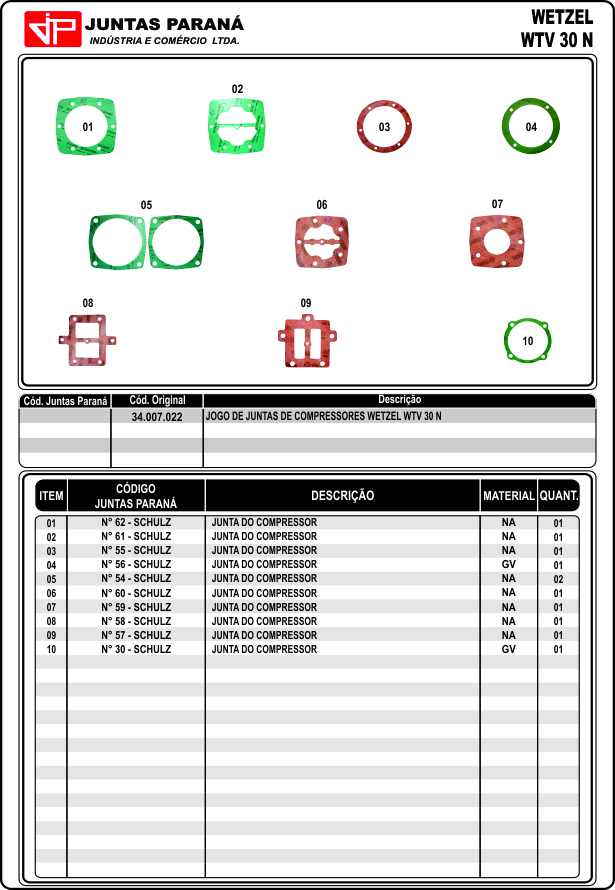 JP JUNTAS PARANÁ
INDÚSTRIA E COMÉRCIO LTDA.
WETZEL
WTV 30 N
01
02
03
04
05
06
07
08
09
10
Cód. Juntas Paraná Cód. Original Descrição
34.007.022 JOGO DE JUNTAS DE COMPRESSORES WETZEL WTV 30 N
ITEM CÓDIGO JUNTAS PARANÁ DESCRIÇÃO MATERIAL QUANT.
01 N° 62 - SCHULZ JUNTA DO COMPRESSOR NA 01
02 N° 61 - SCHULZ JUNTA DO COMPRESSOR NA 01
03 N° 55 - SCHULZ JUNTA DO COMPRESSOR NA 01
04 N° 56 - SCHULZ JUNTA DO COMPRESSOR GV 01
05 N° 54 - SCHULZ JUNTA DO COMPRESSOR NA 02
06 N° 60 - SCHULZ JUNTA DO COMPRESSOR NA 01
07 N° 59 - SCHULZ JUNTA DO COMPRESSOR NA 01
08 N° 58 - SCHULZ JUNTA DO COMPRESSOR NA 01
09 N° 57 - SCHULZ JUNTA DO COMPRESSOR NA 01
10 N° 30 - SCHULZ JUNTA DO COMPRESSOR GV 01